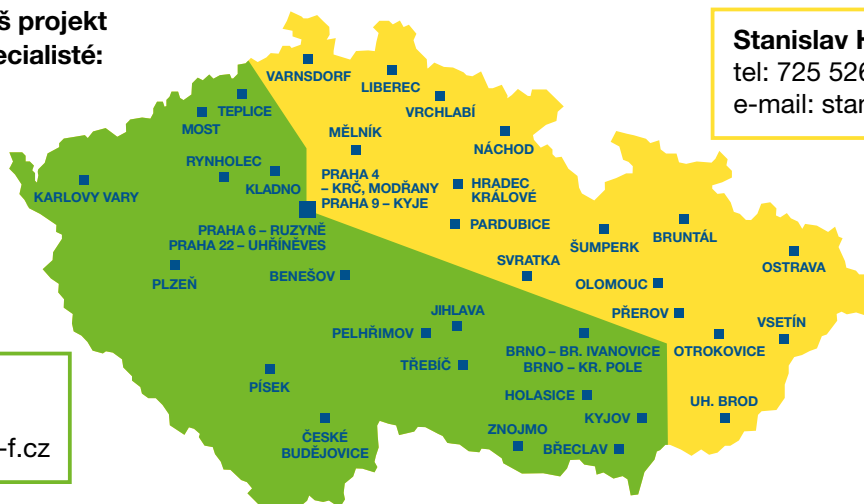 š projekt
ecialisté:
Stanislav H
tel: 725 526
e-mail: stan
VARNSDORF
LIBEREC
TEPLICE
VRCHLABÍ
MOST
MĚLNÍK
NÁCHOD
RYNHOLEC
KLADNO
PRAHA 4
– KRČ, MODŘANY
PRAHA 9 – KYJE
HRADEC
KRÁLOVÉ
KARLOVY VARY
PARDUBICE
PRAHA 6 – RUZYNĚ
PRAHA 22 – UHŘÍNĚVES
ŠUMPERK
BRUNTÁL
SVRATKA
OSTRAVA
PLZEŇ
BENEŠOV
OLOMOUC
JIHLAVA
PŘEROV
VSETÍN
PELHŘIMOV
BRNO – BR. IVANOVICE
BRNO – KR. POLE
OTROKOVICE
TŘEBÍČ
PÍSEK
HOLASICE
UH. BROD
KYJOV
ZNOJMO
ČESKÉ
BUDĚJOVICE
BŘECLAV
-f.cz